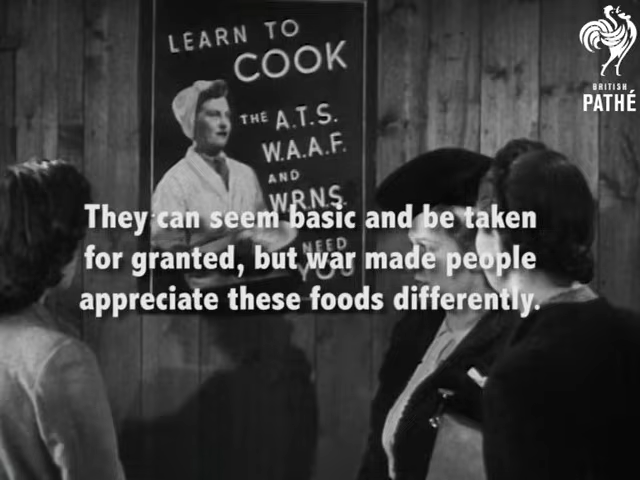 LEARN TO
COOK
THE A.T.S.
W.A.A.F.
AND
W.R.N.S.
NEED
YOU
They can seem basic and be taken
for granted, but war made people
appreciate these foods differently.
BRITISH
PATHÉ